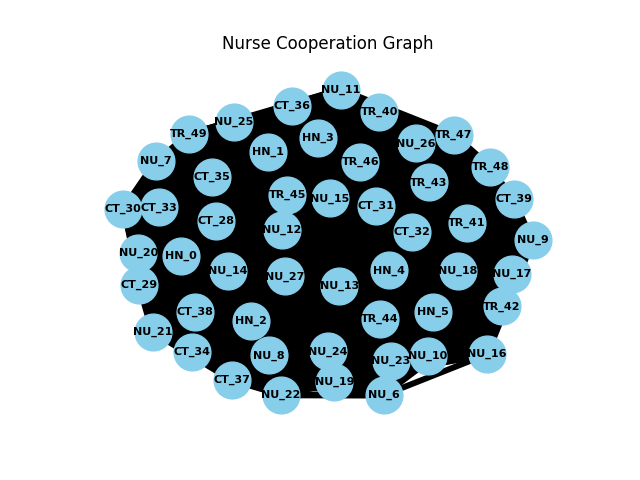 Nurse Cooperation Graph
NU_11
CT_36
TR_40
NU_25
TR_49
TR_47
HN_3
NU_26
HN_1
NU_7
TR_46
TR_48
CT_35
TR_43
TR_45
NU_15
CT_39
CT_31
CT_30
CT_33
CT_28
TR_41
NU_12
CT_32
NU_9
NU_20
HN_0
NU_14
HN_4
NU_18
NU_17
NU_27
CT_29
NU_13
TR_42
CT_38
HN_5
TR_44
HN_2
NU_21
CT_34
NU_24
NU_16
NU_8
NU_10
NU_23
CT_37
NU_19
NU_22
NU_6